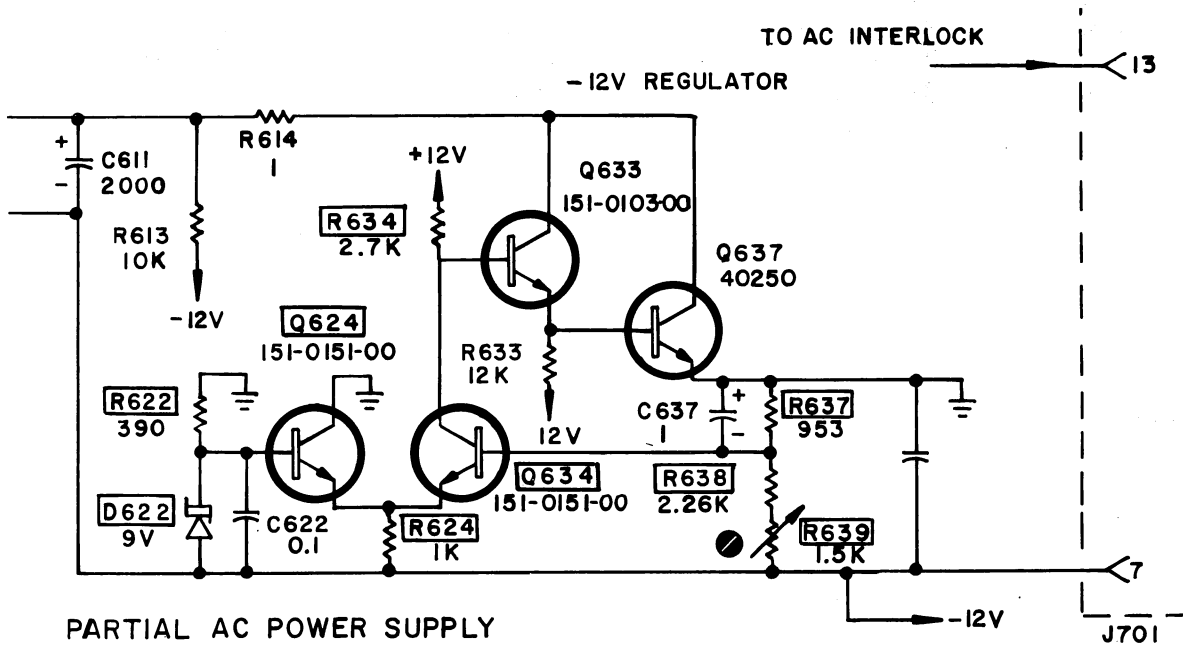 TO AC INTERLOCK
13
-12V REGULATOR
R614
1
+
C611
-
2000
+12V
Q633
151-0103-00
R634
2.7K
R613
10K
Q637
40250
-12V
Q624
151-0151-00
R633
12K
R622
390
C637
1
+
-
R637
953
12V
Q634
151-0151-00
R638
2.26K
D622
9V
C622
0.1
R624
1K
R639
1.5K
7
-12V
PARTIAL AC POWER SUPPLY
J701